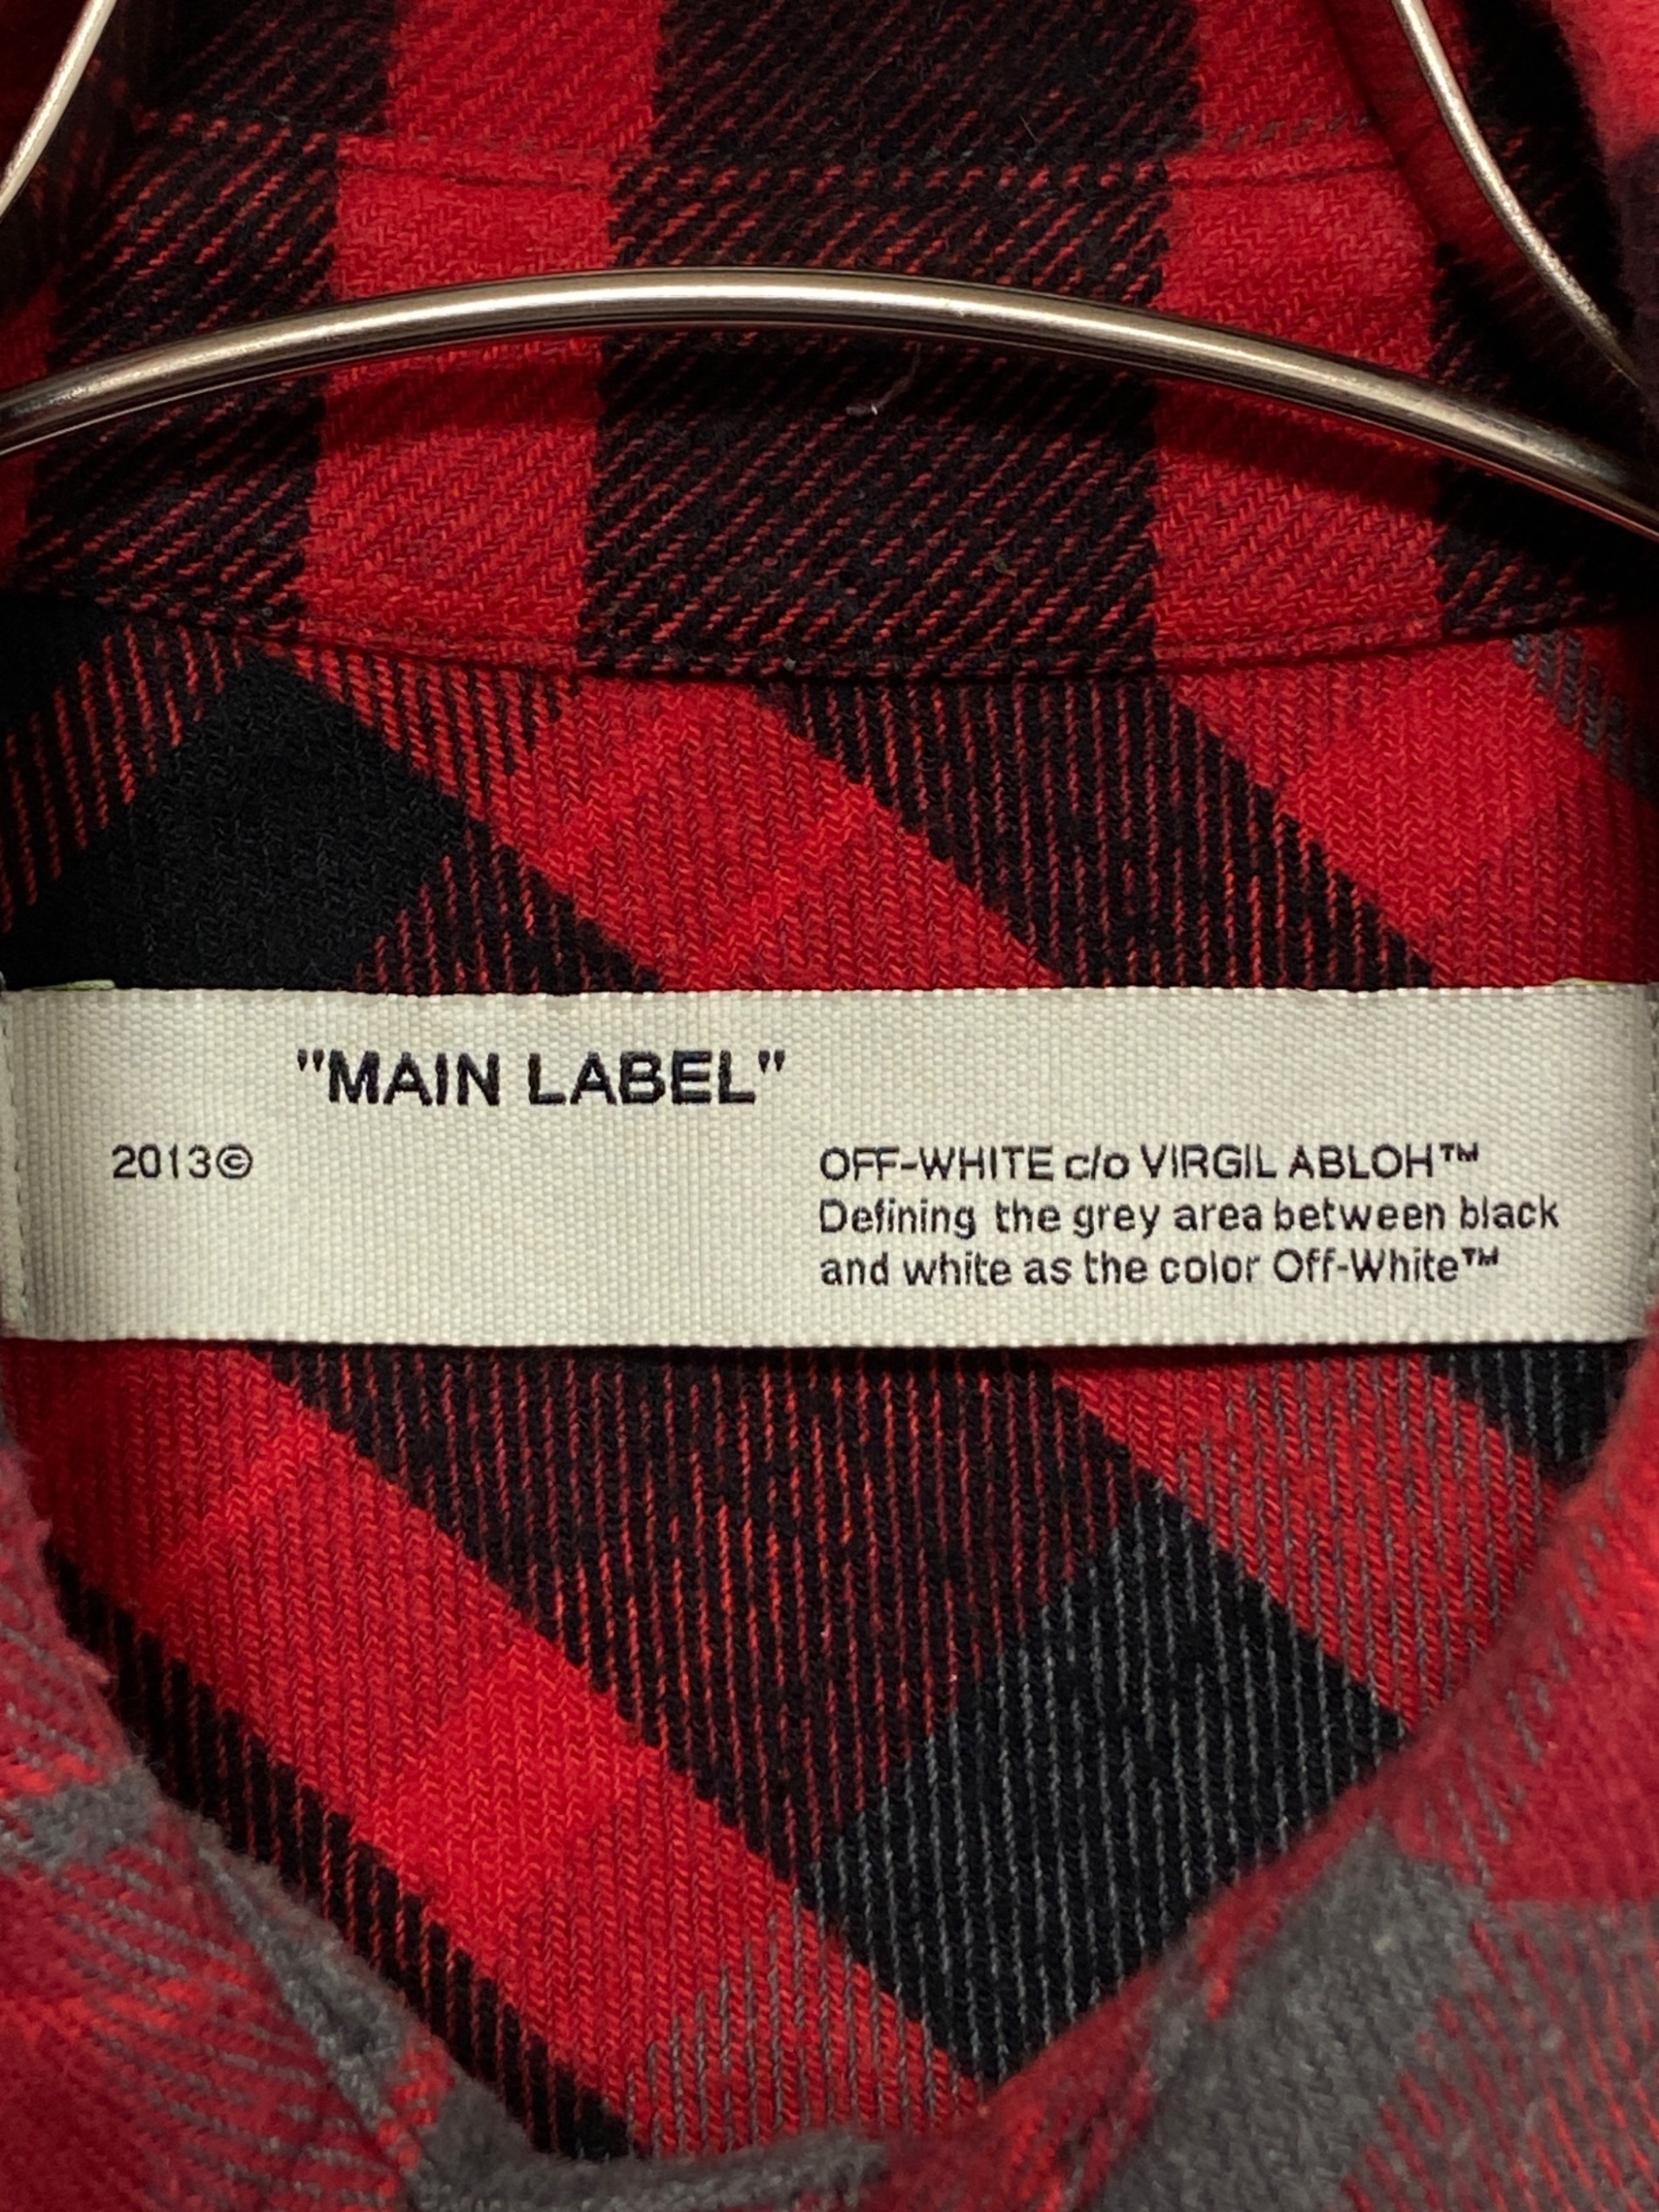 "MAIN LABEL"
2013©
OFF-WHITE c/o VIRGIL ABLOH™
Defining the grey area between black
and white as the color Off-White™